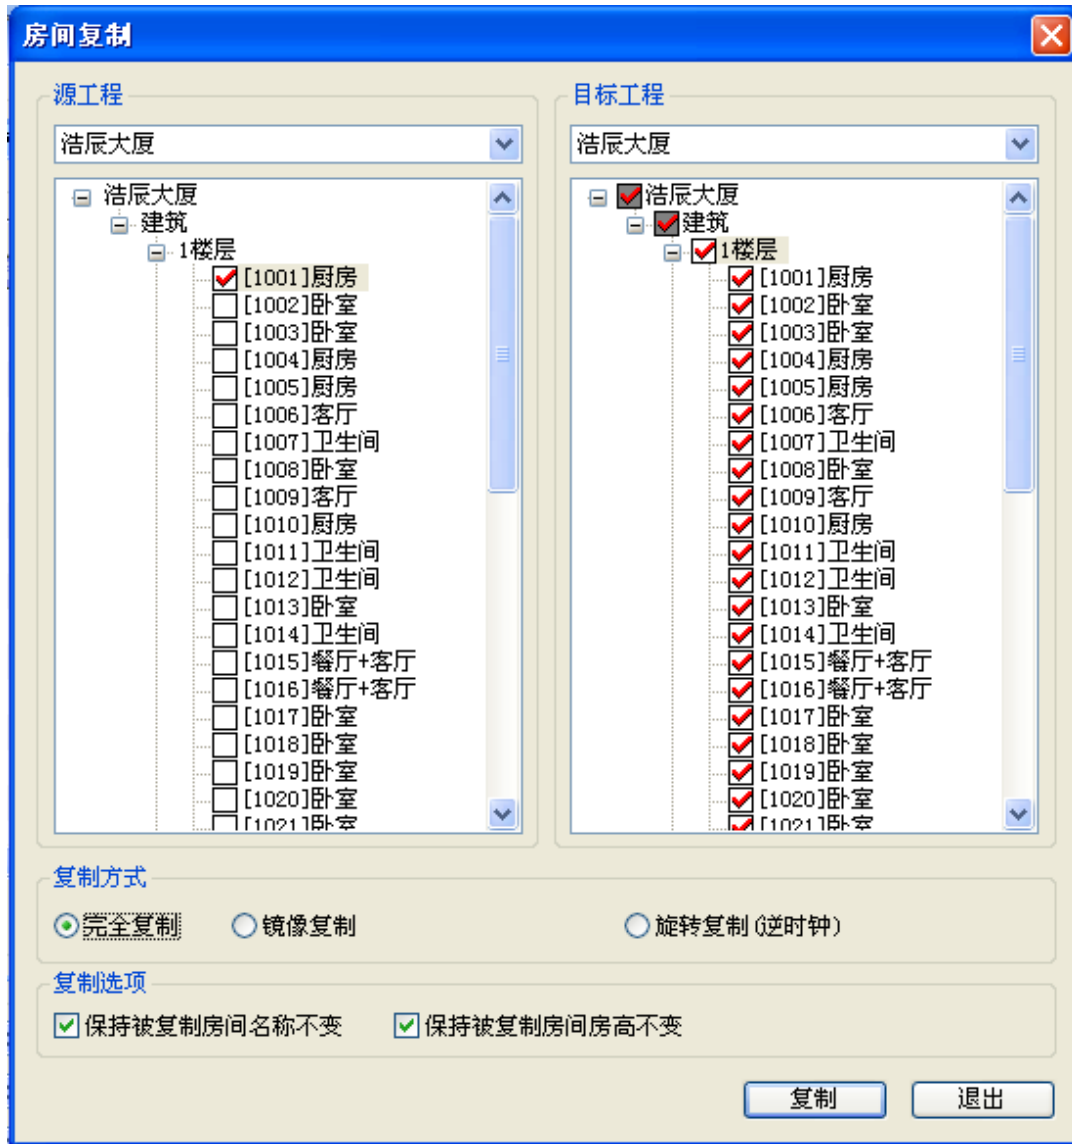 房间复制
源工程
浩辰大厦
浩辰大厦
建筑
1楼层
[1001]厨房
[1002]卧室
[1003]卧室
[1004]厨房
[1005]厨房
[1006]客厅
[1007]卫生间
[1008]卧室
[1009]客厅
[1010]厨房
[1011]卫生间
[1012]卫生间
[1013]卧室
[1014]卫生间
[1015]餐厅+客厅
[1016]餐厅+客厅
[1017]卧室
[1018]卧室
[1019]卧室
[1020]卧室
[1021]卧室
目标工程
浩辰大厦
浩辰大厦
建筑
1楼层
[1001]厨房
[1002]卧室
[1003]卧室
[1004]厨房
[1005]厨房
[1006]客厅
[1007]卫生间
[1008]卧室
[1009]客厅
[1010]厨房
[1011]卫生间
[1012]卫生间
[1013]卧室
[1014]卫生间
[1015]餐厅+客厅
[1016]餐厅+客厅
[1017]卧室
[1018]卧室
[1019]卧室
[1020]卧室
[1021]卧室
复制方式
完全复制 镜像复制 旋转复制(逆时钟)
复制选项
保持被复制房间名称不变 保持被复制房间房高不变
复制 退出